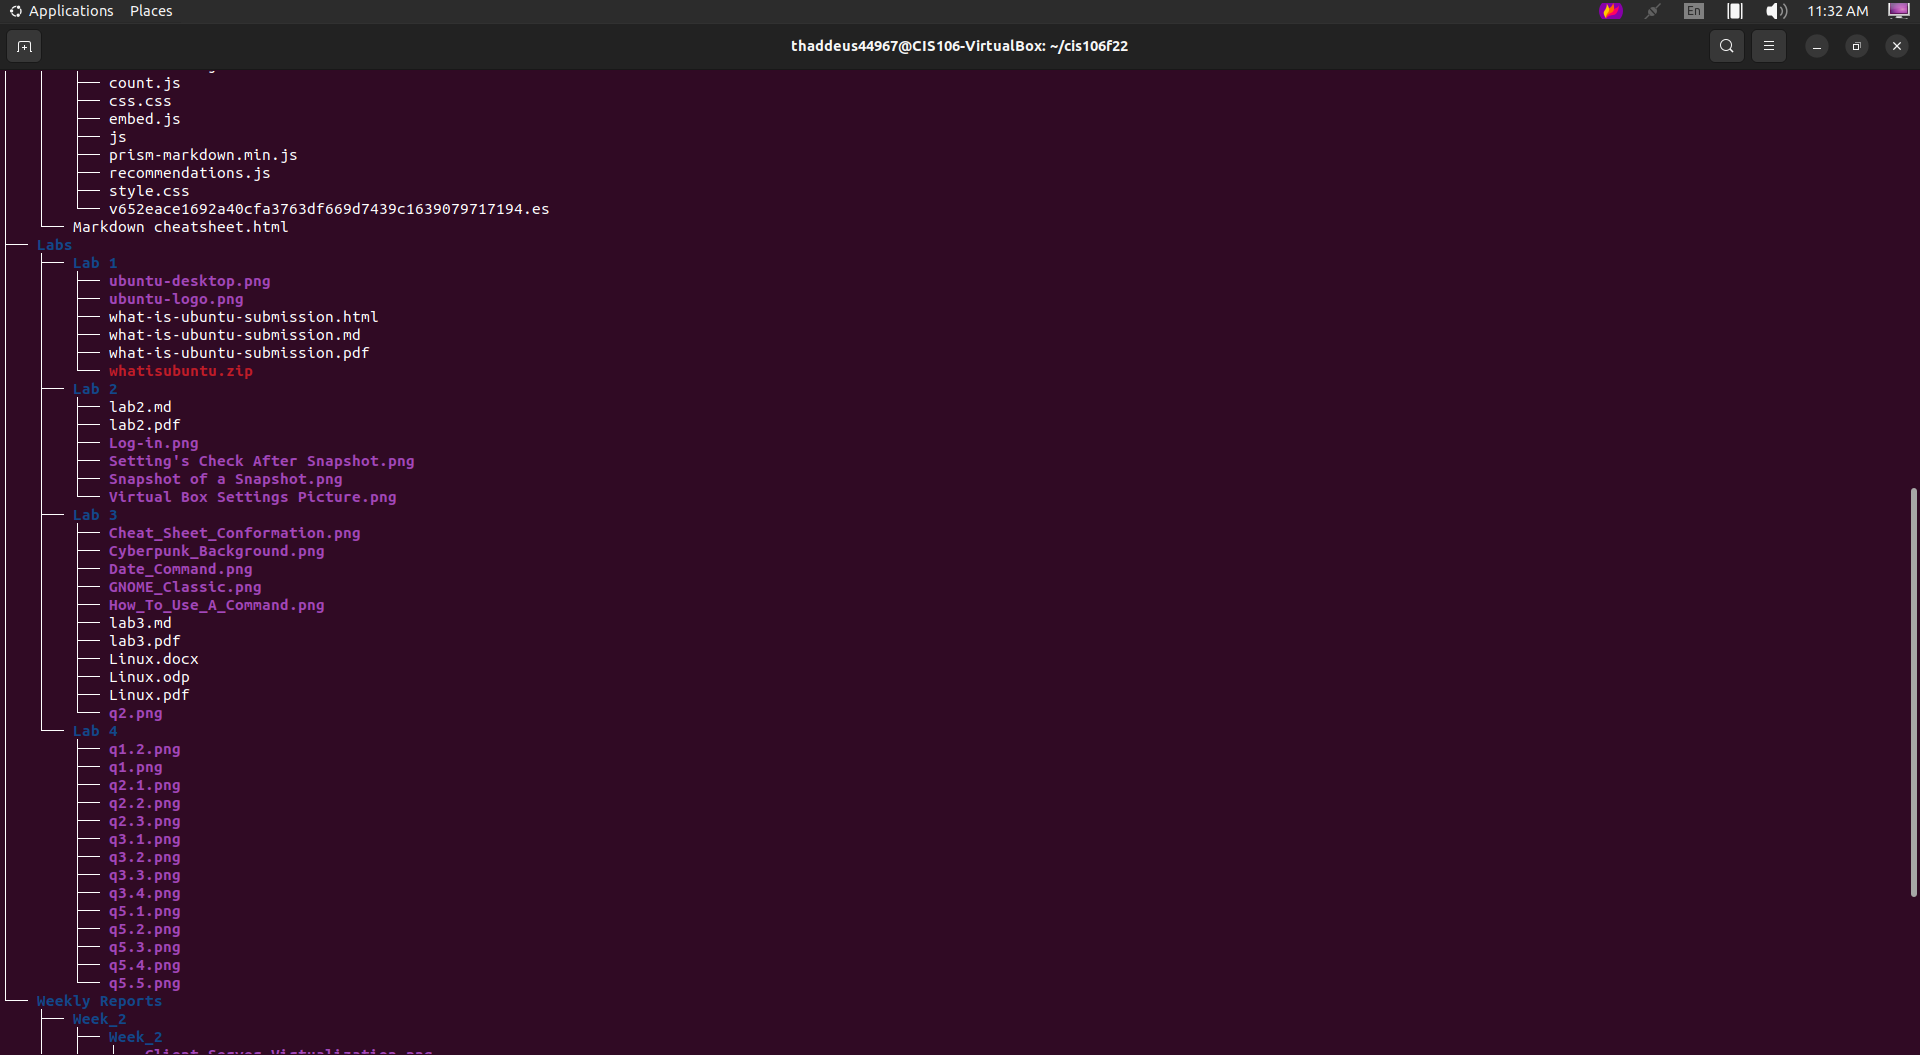 Applications Places En 11:32 AM
thaddeus44967@CIS106-VirtualBox: ~/cis106f22
count.js
css.css
embed.js
js
prism-markdown.min.js
recommendations.js
style.css
v652eace1692a40cfa3763df669d7439c1639079717194.es
Markdown cheatsheet.html
Labs
Lab 1
ubuntu-desktop.png
ubuntu-logo.png
what-is-ubuntu-submission.html
what-is-ubuntu-submission.md
what-is-ubuntu-submission.pdf
whatisubuntu.zip
Lab 2
lab2.md
lab2.pdf
Log-in.png
Setting's Check After Snapshot.png
Snapshot of a Snapshot.png
Virtual Box Settings Picture.png
Lab 3
Cheat_Sheet_Conformation.png
Cyberpunk_Background.png
Date_Command.png
GNOME_Classic.png
How_To_Use_A_Command.png
lab3.md
lab3.pdf
Linux.docx
Linux.odp
Linux.pdf
q2.png
Lab 4
q1.2.png
q1.png
q2.1.png
q2.2.png
q2.3.png
q3.1.png
q3.2.png
q3.3.png
q3.4.png
q5.1.png
q5.2.png
q5.3.png
q5.4.png
q5.5.png
Weekly Reports
Week_2
Week_2